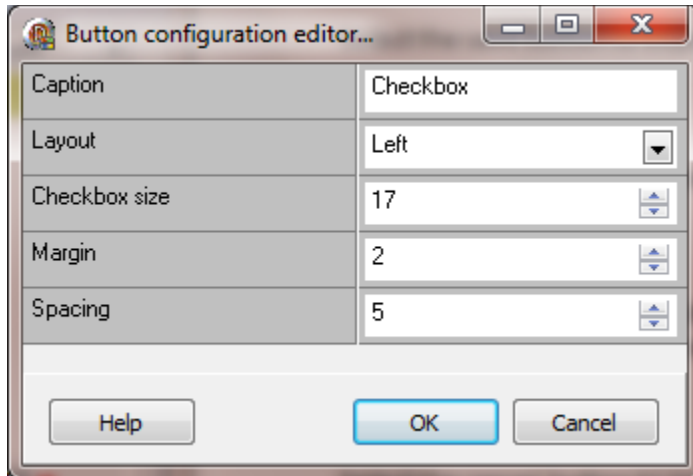 Button configuration editor...
Caption Checkbox
Layout Left
Checkbox size 17
Margin 2
Spacing 5
Help OK Cancel